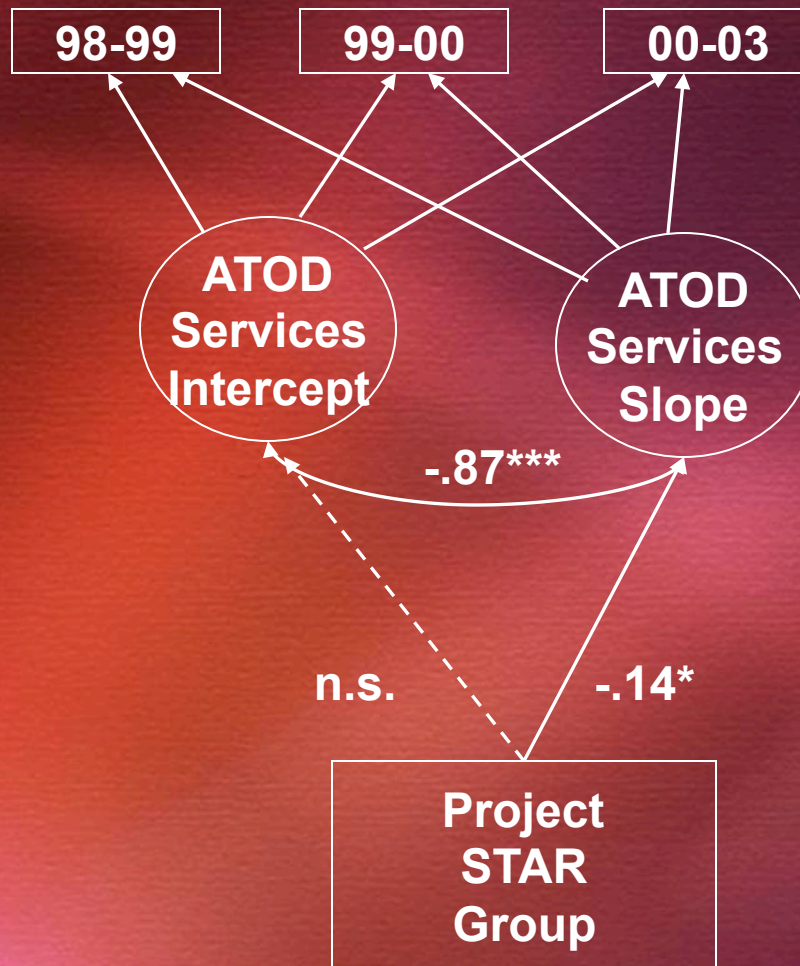 98-99
99-00
00-03
ATOD
Services
Intercept
ATOD
Services
Slope
-.87***
n.s.
-.14*
Project
STAR
Group